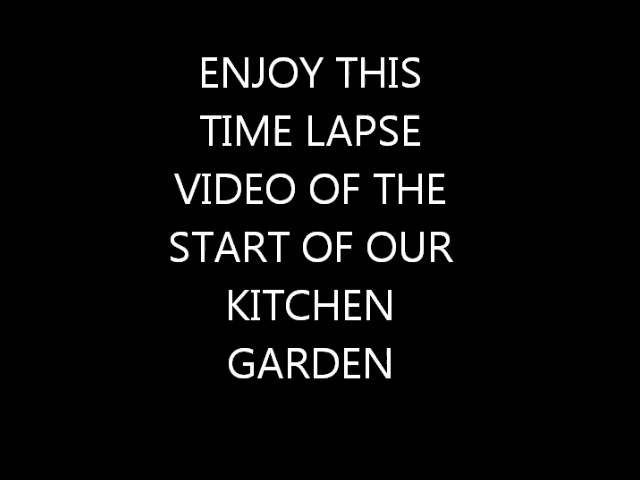 ENJOY THIS
TIME LAPSE
VIDEO OF THE
START OF OUR
KITCHEN
GARDEN